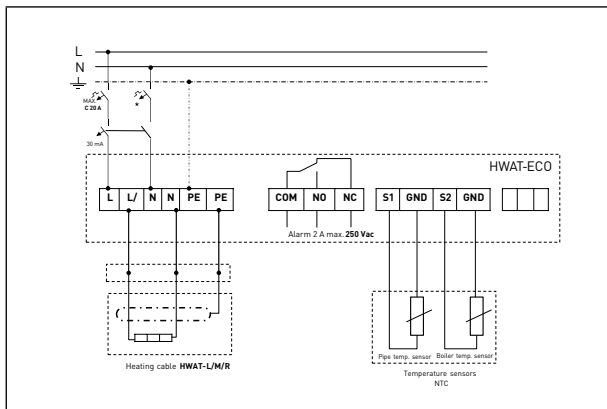 L
N
MAX.
C 20 A
*
30 mA
HWAT-ECO
L L/ N N PE PE
COM NO NC
S1 GND S2 GND
Alarm 2 A max. 250 Vac
Pipe temp. sensor Boiler temp. sensor
Heating cable HWAT-L/M/R
Temperature sensors
NTC